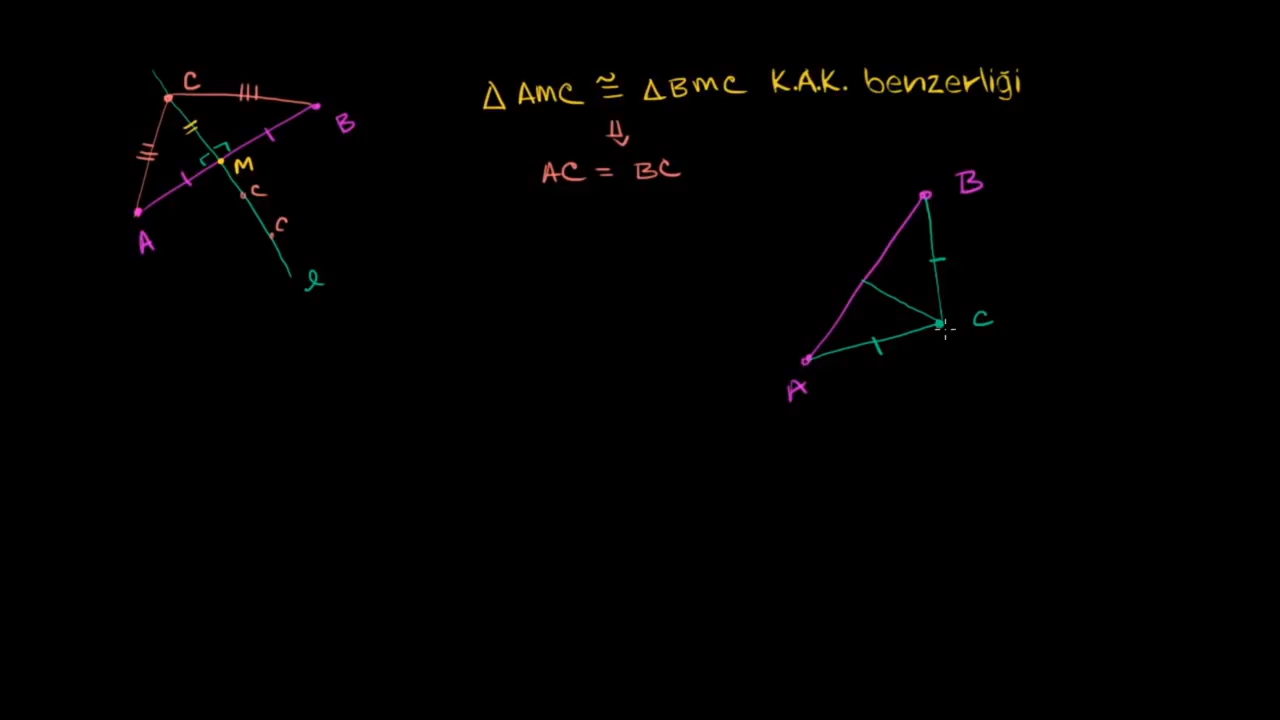 C
B
M
C
C
A
l
△ AMC ≅ △ BMC K.A.K. benzerliği
⇓
AC = BC
B
C
A